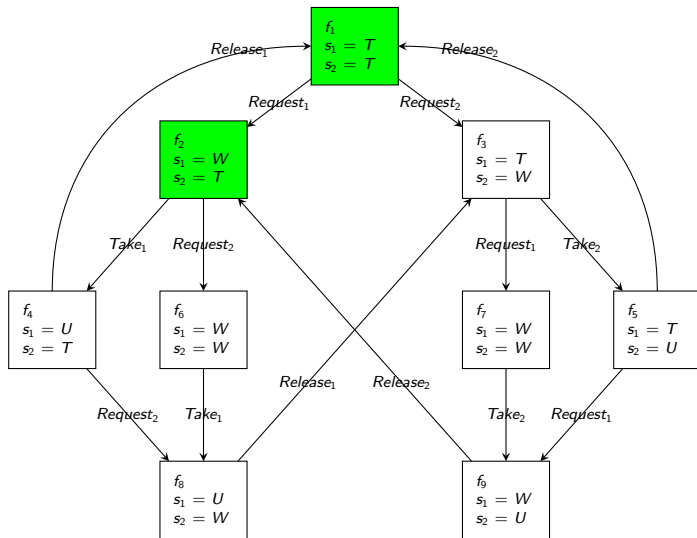 f₁
s₁ = T
s₂ = T
Release₁
Release₂
Request₁
Request₂
f₂
s₁ = W
s₂ = T
f₃
s₁ = T
s₂ = W
Take₁
Request₂
Request₁
Take₂
f₄
s₁ = U
s₂ = T
f₆
s₁ = W
s₂ = W
f₇
s₁ = W
s₂ = W
f₅
s₁ = T
s₂ = U
Release₁
Release₂
Request₂
Take₁
Take₂
Request₁
f₈
s₁ = U
s₂ = W
f₉
s₁ = W
s₂ = U